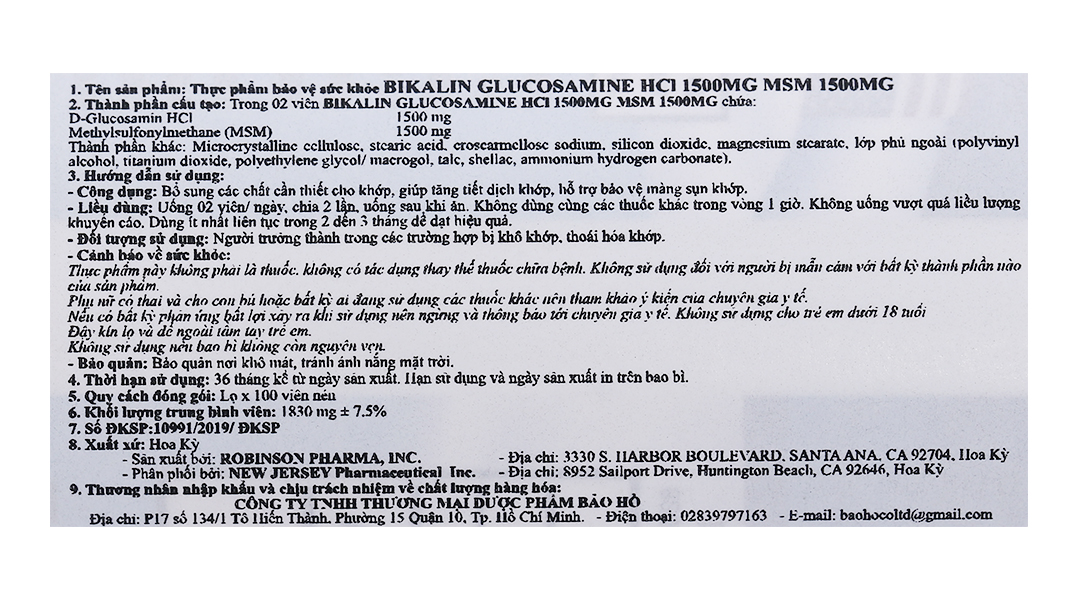 1. Tên sản phẩm: Thực phẩm bảo vệ sức khỏe BIKALIN GLUCOSAMINE HCl 1500MG MSM 1500MG
2. Thành phần cấu tạo: Trong 02 viên BIKALIN GLUCOSAMINE HCl 1500MG MSM 1500MG chứa:
D-Glucosamin HCl 1500 mg
Methylsulfonylmethane (MSM) 1500 mg
Thành phần khác: Microcrystalline cellulose, stearic acid, croscarmellose sodium, silicon dioxide, magnesium stearate, lớp phủ ngoài (polyvinyl
alcohol, titanium dioxide, polyethylene glycol/ macrogol, talc, shellac, ammonium hydrogen carbonate).
3. Hướng dẫn sử dụng:
- Công dụng: Bổ sung các chất cần thiết cho khớp, giúp tăng tiết dịch khớp, hỗ trợ bảo vệ màng sụn khớp.
- Liều dùng: Uống 02 viên/ ngày, chia 2 lần, uống sau khi ăn. Không dùng cùng các thuốc khác trong vòng 1 giờ. Không uống vượt quá liều lượng
khuyến cáo. Dùng ít nhất liên tục trong 2 đến 3 tháng để đạt hiệu quả.
- Đối tượng sử dụng: Người trưởng thành trong các trường hợp bị khô khớp, thoái hóa khớp.
- Cảnh báo về sức khỏe:
Thực phẩm này không phải là thuốc, không có tác dụng thay thế thuốc chữa bệnh. Không sử dụng đối với người bị mẫn cảm với bất kỳ thành phần nào
của sản phẩm.
Phụ nữ có thai và cho con bú hoặc bất kỳ ai đang sử dụng các thuốc khác nên tham khảo ý kiến của chuyên gia y tế.
Nếu có bất kỳ phản ứng bất lợi xảy ra khi sử dụng nên ngừng và thông báo tới chuyên gia y tế. Không sử dụng cho trẻ em dưới 18 tuổi
Đậy kín lọ và để ngoài tầm tay trẻ em.
Không sử dụng nếu bao bì không còn nguyên vẹn.
- Bảo quản: Bảo quản nơi khô mát, tránh ánh nắng mặt trời.
4. Thời hạn sử dụng: 36 tháng kể từ ngày sản xuất. Hạn sử dụng và ngày sản xuất in trên bao bì.
5. Quy cách đóng gói: Lọ x 100 viên nén
6. Khối lượng trung bình viên: 1830 mg ± 7.5%
7. Số ĐKSP:10991/2019/ ĐKSP
8. Xuất xứ: Hoa Kỳ
- Sản xuất bởi: ROBINSON PHARMA, INC. - Địa chỉ: 3330 S. HARBOR BOULEVARD, SANTA ANA, CA 92704, Hoa Kỳ
- Phân phối bởi: NEW JERSEY Pharmaceutical Inc. - Địa chỉ: 8952 Sailport Drive, Huntington Beach, CA 92646, Hoa Kỳ
9. Thương nhân nhập khẩu và chịu trách nhiệm về chất lượng hàng hóa:
CÔNG TY TNHH THƯƠNG MẠI DƯỢC PHẨM BẢO HỒ
Địa chỉ: P17 số 134/1 Tô Hiến Thành, Phường 15 Quận 10, Tp. Hồ Chí Minh. - Điện thoại: 02839797163 - E-mail: baohocoltd@gmail.com